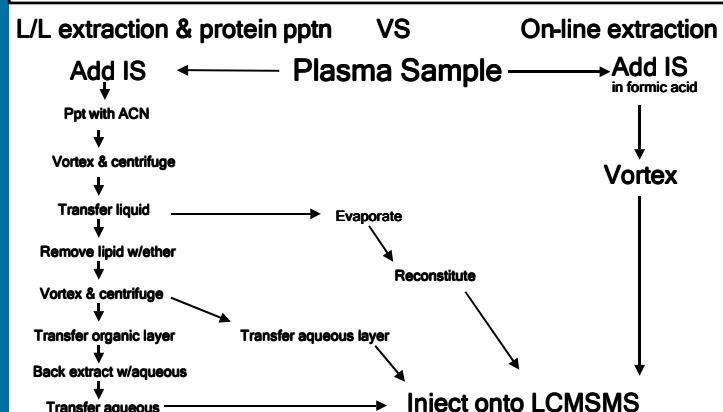 L/L extraction & protein pptn VS On-line extraction
Add IS Plasma Sample Add IS
in formic acid
Ppt with ACN
Vortex & centrifuge
Vortex
Transfer liquid
Evaporate
Remove lipid w/ether
Reconstitute
Vortex & centrifuge
Transfer organic layer Transfer aqueous layer
Back extract w/aqueous
Transfer aqueous Inject onto LCMSMS